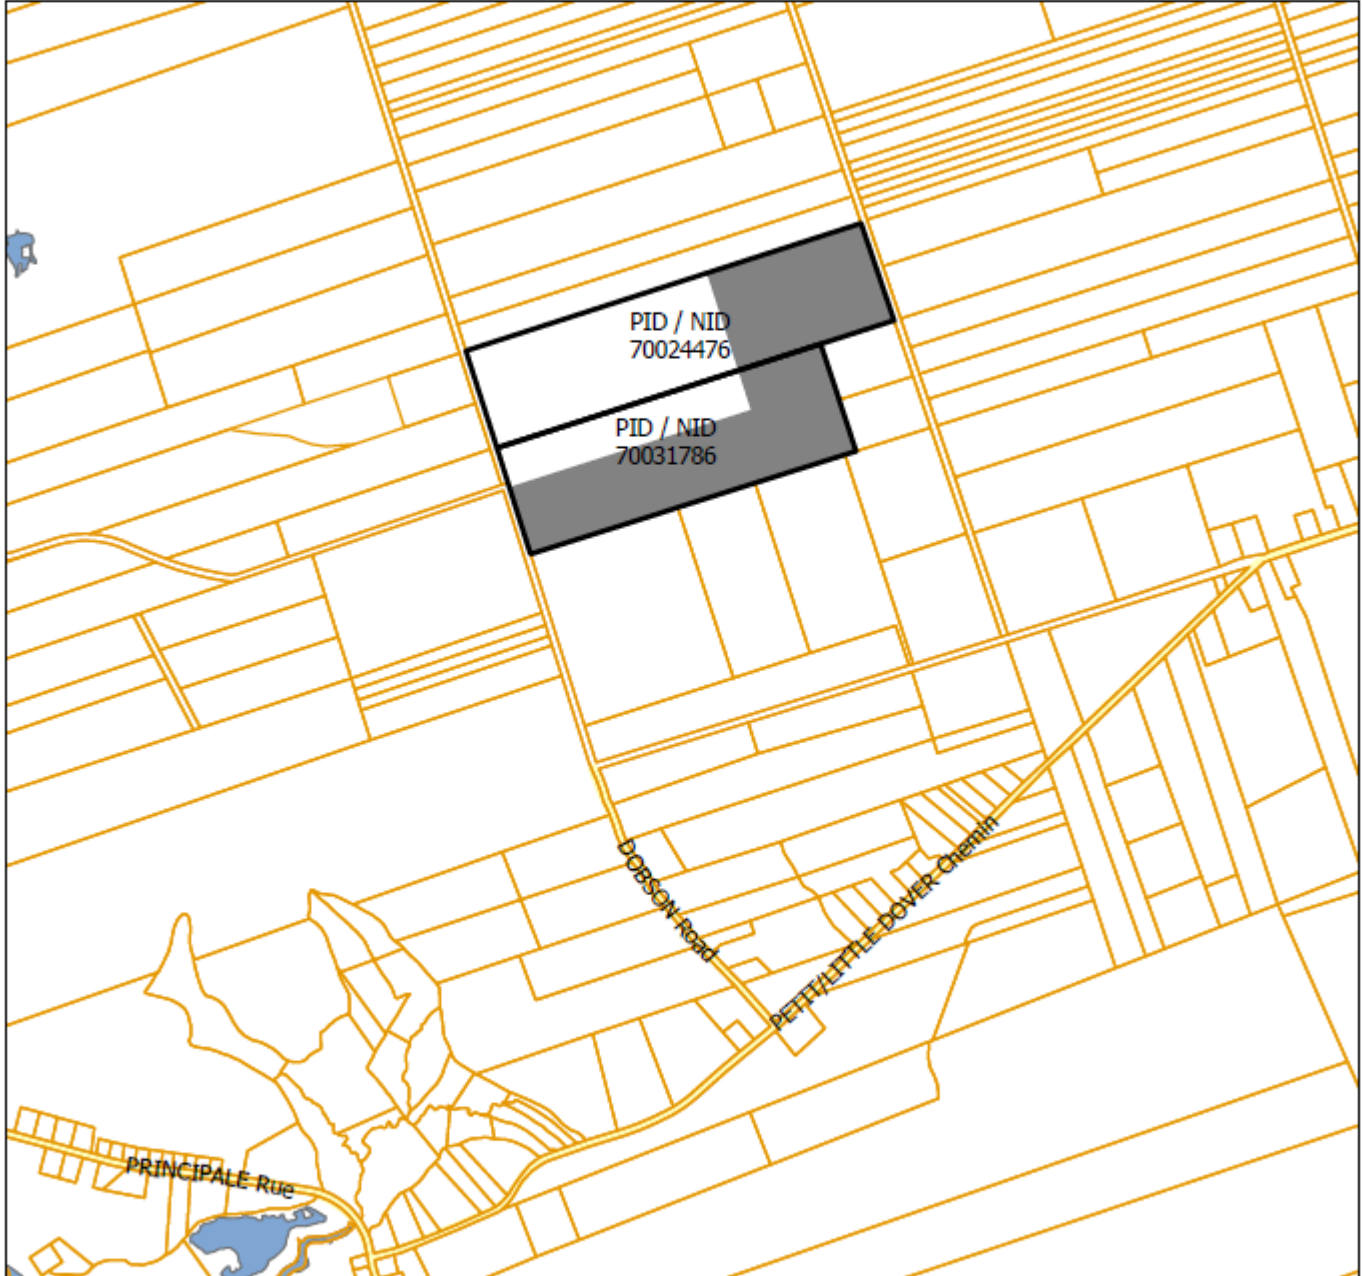 PID / NID
70024476
PID / NID
70031786
DOBSON Road
PETIT/LITTLE DOVER Chemin
PRINCIPALE Rue